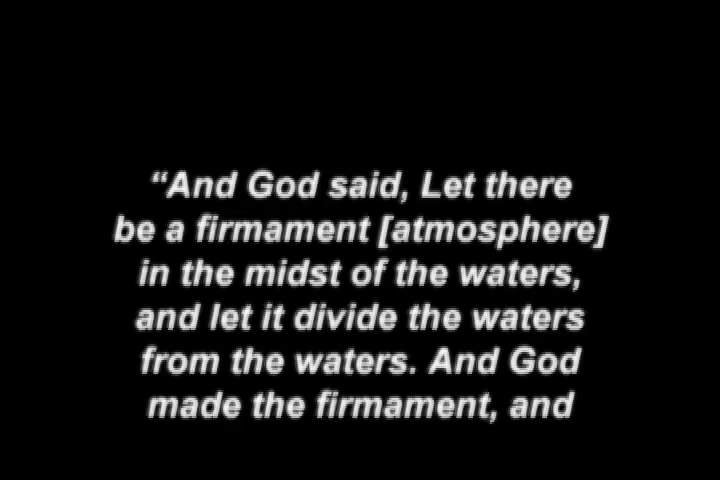 “And God said, Let there
be a firmament [atmosphere]
in the midst of the waters,
and let it divide the waters
from the waters. And God
made the firmament, and